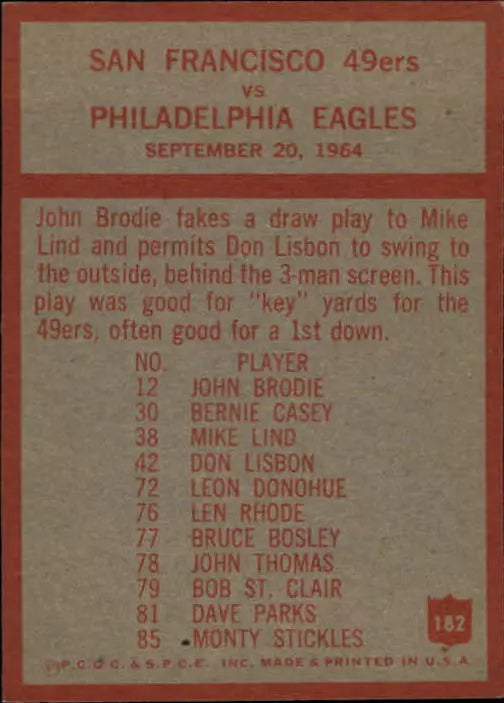 SAN FRANCISCO 49ers
VS
PHILADELPHIA EAGLES
SEPTEMBER 20, 1964
John Brodie fakes a draw play to Mike
Lind and permits Don Lisbon to swing to
the outside, behind the 3-man screen. This
play was good for "key" yards for the
49ers, often good for a 1st down.
NO. PLAYER
12 JOHN BRODIE
30 BERNIE CASEY
38 MIKE LIND
42 DON LISBON
72 LEON DONOHUE
76 LEN RHODE
77 BRUCE BOSLEY
78 JOHN THOMAS
79 BOB ST. CLAIR
81 DAVE PARKS
85 MONTY STICKLES
182
©P.C.G.C. & S.P.C.E. INC. MADE & PRINTED IN U.S.A.